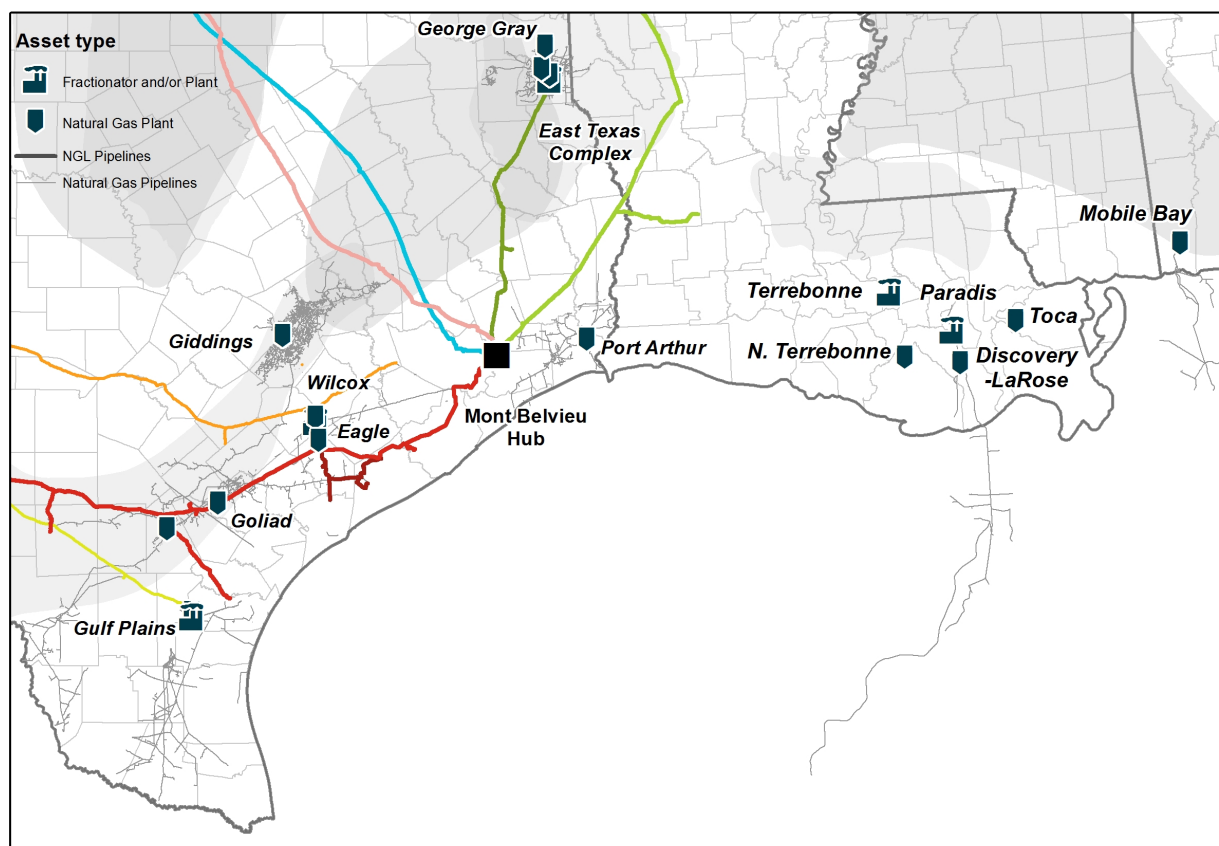 Asset type
Fractionator and/or Plant
Natural Gas Plant
NGL Pipelines
Natural Gas Pipelines
George Gray
East Texas
Complex
Mobile Bay
Terrebonne
Paradis
Toca
Giddings
Port Arthur
N. Terrebonne
Discovery
-LaRose
Wilcox
Mont Belvieu
Hub
Eagle
Goliad
Gulf Plains